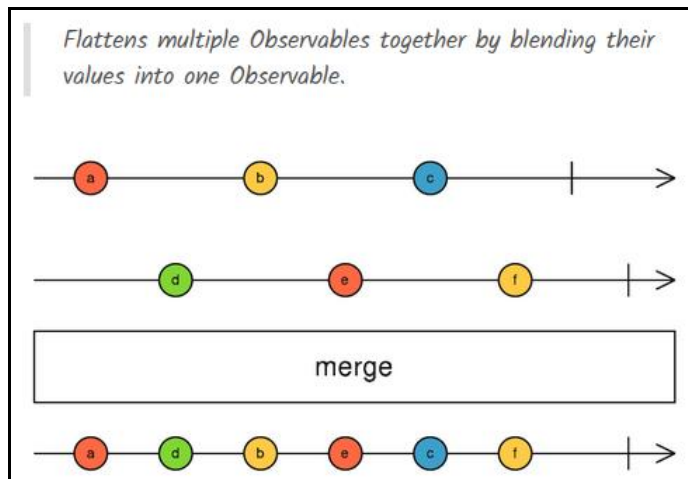 Flattens multiple Observables together by blending their
values into one Observable.
a b c
d e f
merge
a d b e c f